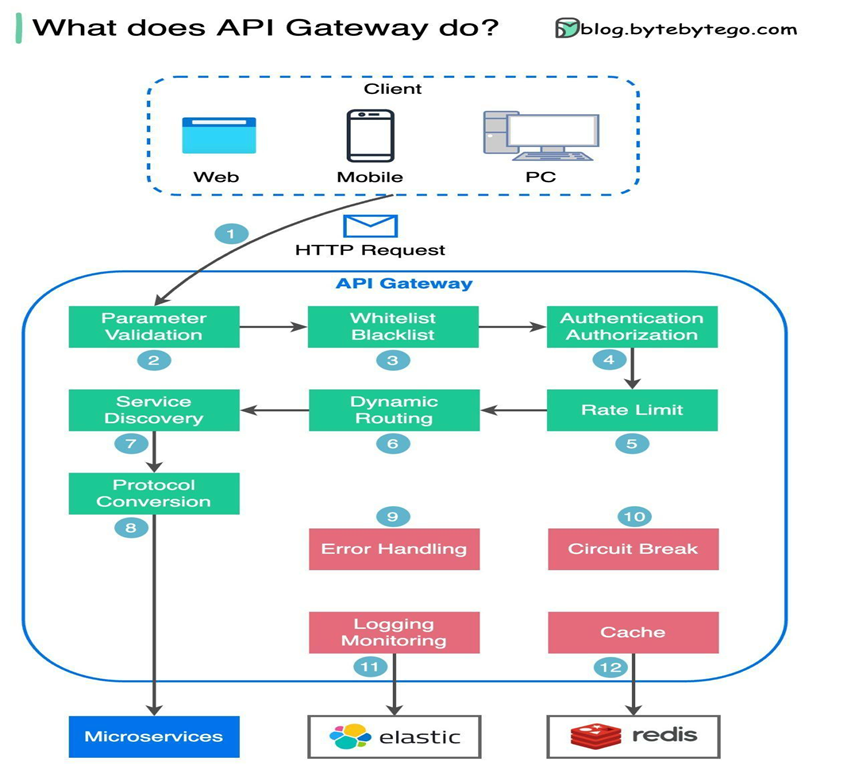 What does API Gateway do?
blog.bytebytego.com
Client
Web
Mobile
PC
1
HTTP Request
API Gateway
Parameter
Validation
2
Whitelist
Blacklist
3
Authentication
Authorization
4
Rate Limit
5
Dynamic
Routing
6
Service
Discovery
7
Protocol
Conversion
8
9
Error Handling
10
Circuit Break
Logging
Monitoring
11
Cache
12
Microservices
elastic
redis